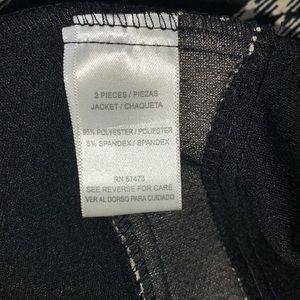 2 PIECES / PIEZAS
JACKET / CHAQUETA
95% POLYESTER / POLIESTER
5% SPANDEX / SPANDEX
RN 57473
SEE REVERSE FOR CARE
VER AL DORSO PARA CUIDADO